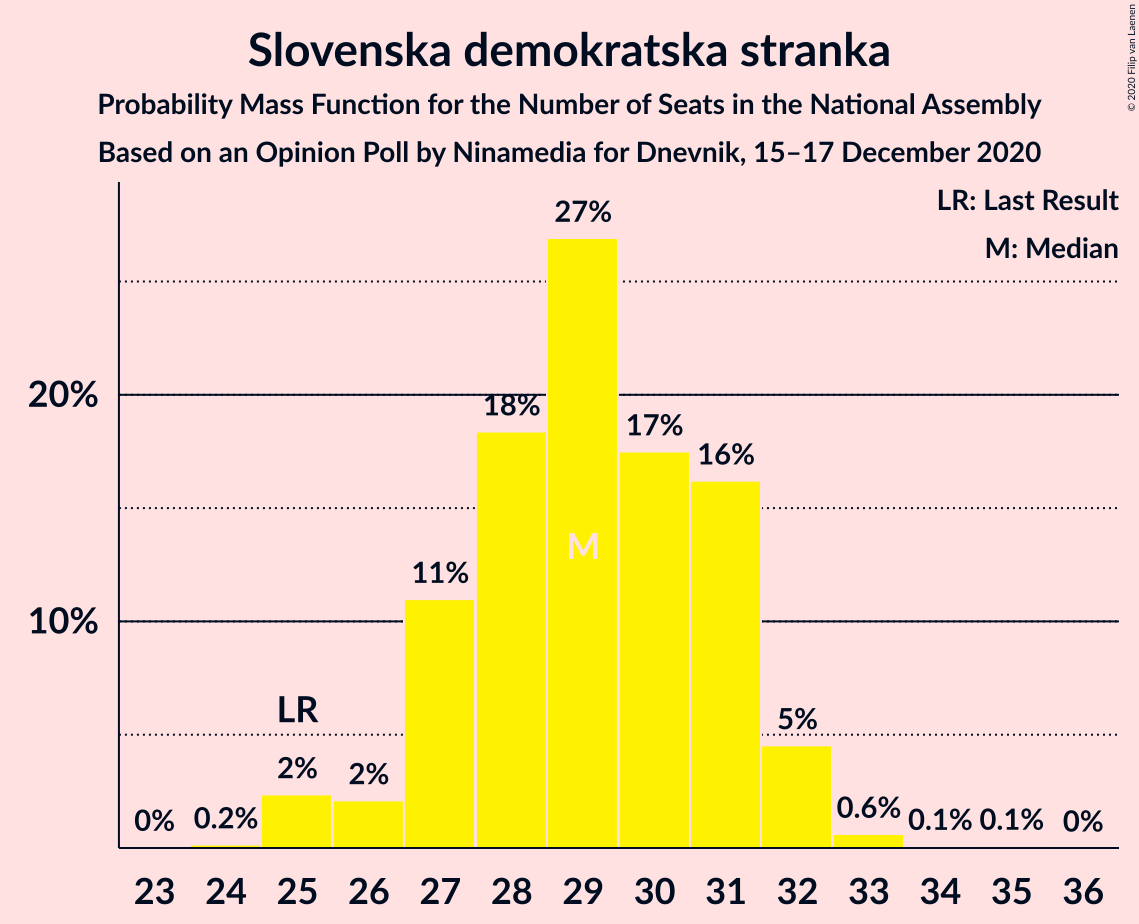 Slovenska demokratska stranka
Probability Mass Function for the Number of Seats in the National Assembly
Based on an Opinion Poll by Ninamedia for Dnevnik, 15–17 December 2020
© 2020 Filip van Laenen
LR: Last Result
M: Median
20%
10%
0%
0.2%
LR
2%
2%
11%
18%
27%
M
17%
16%
5%
0.6%
0.1%
0.1%
0%
23 24 25 26 27 28 29 30 31 32 33 34 35 36